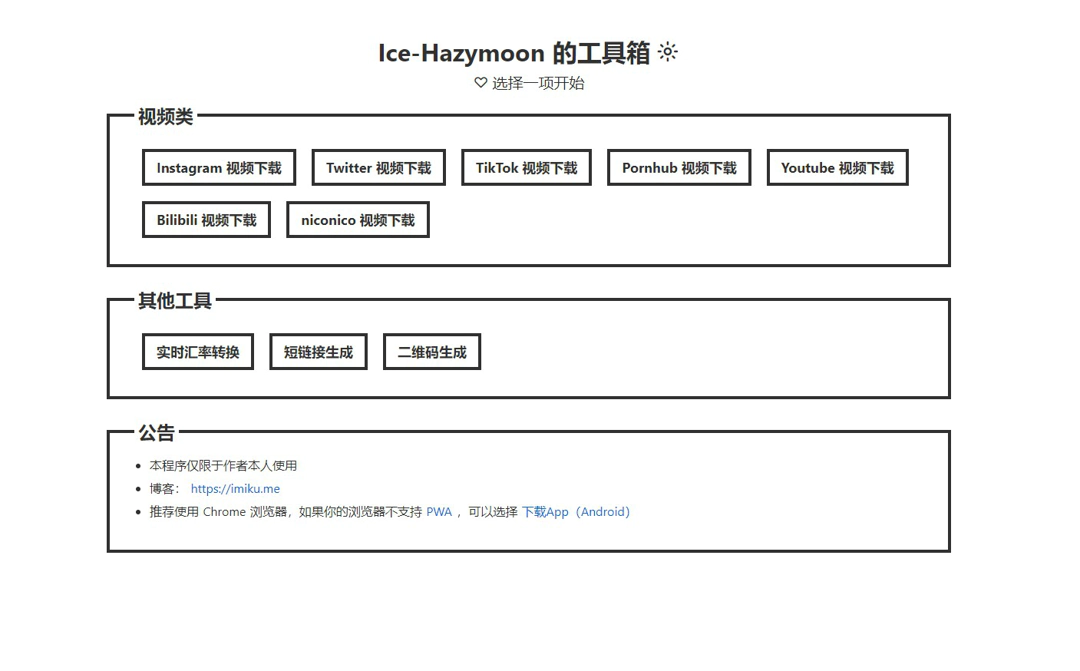 Ice-Hazymoon 的工具箱
选择一项开始
视频类
Instagram 视频下载 Twitter 视频下载 TikTok 视频下载 Pornhub 视频下载 Youtube 视频下载
Bilibili 视频下载 niconico 视频下载
其他工具
实时汇率转换 短链接生成 二维码生成
公告
本程序仅限于作者本人使用
博客： https://imiku.me
推荐使用 Chrome 浏览器，如果你的浏览器不支持 PWA ，可以选择 下载App（Android）